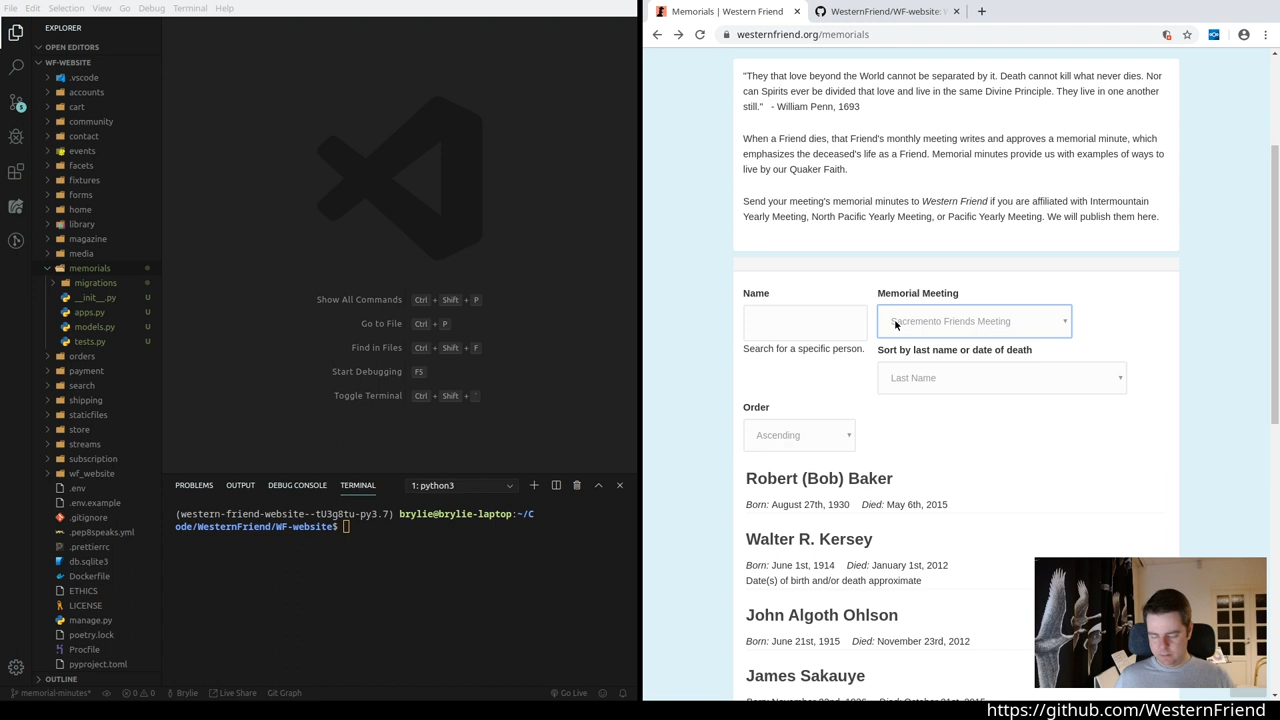 File Edit Selection View Go Debug Terminal Help
EXPLORER
OPEN EDITORS
WF-WEBSITE
.vscode
accounts
cart
community
contact
events
facets
fixtures
forms
home
library
magazine
media
memorials
migrations
__init__.py U
apps.py U
models.py U
tests.py U
orders
payment
search
shipping
staticfiles
store
streams
subscription
wf_website
.env
.env.example
.gitignore
.pep8speaks.yml
.prettierrc
db.sqlite3
Dockerfile
ETHICS
LICENSE
manage.py
poetry.lock
Procfile
pyproject.toml
OUTLINE
5
Show All Commands Ctrl + Shift + P
Go to File Ctrl + P
Find in Files Ctrl + Shift + F
Start Debugging F5
Toggle Terminal Ctrl + Shift + `
PROBLEMS OUTPUT DEBUG CONSOLE TERMINAL 1: python3
(western-friend-website--tU3g8tu-py3.7) brylie@brylie-laptop:~/C
ode/WesternFriend/WF-website$
memorial-minutes* 0 0 Brylie Live Share Git Graph Go Live
Memorials | Western Friend WesternFriend/WF-website:
westernfriend.org/memorials
"They that love beyond the World cannot be separated by it. Death cannot kill what never dies. Nor
can Spirits ever be divided that love and live in the same Divine Principle. They live in one another
still." - William Penn, 1693
When a Friend dies, that Friend's monthly meeting writes and approves a memorial minute, which
emphasizes the deceased's life as a Friend. Memorial minutes provide us with examples of ways to
live by our Quaker Faith.
Send your meeting's memorial minutes to Western Friend if you are affiliated with Intermountain
Yearly Meeting, North Pacific Yearly Meeting, or Pacific Yearly Meeting. We will publish them here.
Name Memorial Meeting
Sacremento Friends Meeting
Search for a specific person. Sort by last name or date of death
Last Name
Order
Ascending
Robert (Bob) Baker
Born: August 27th, 1930 Died: May 6th, 2015
Walter R. Kersey
Born: June 1st, 1914 Died: January 1st, 2012
Date(s) of birth and/or death approximate
John Algoth Ohlson
Born: June 21st, 1915 Died: November 23rd, 2012
James Sakauye
https://github.com/WesternFriend